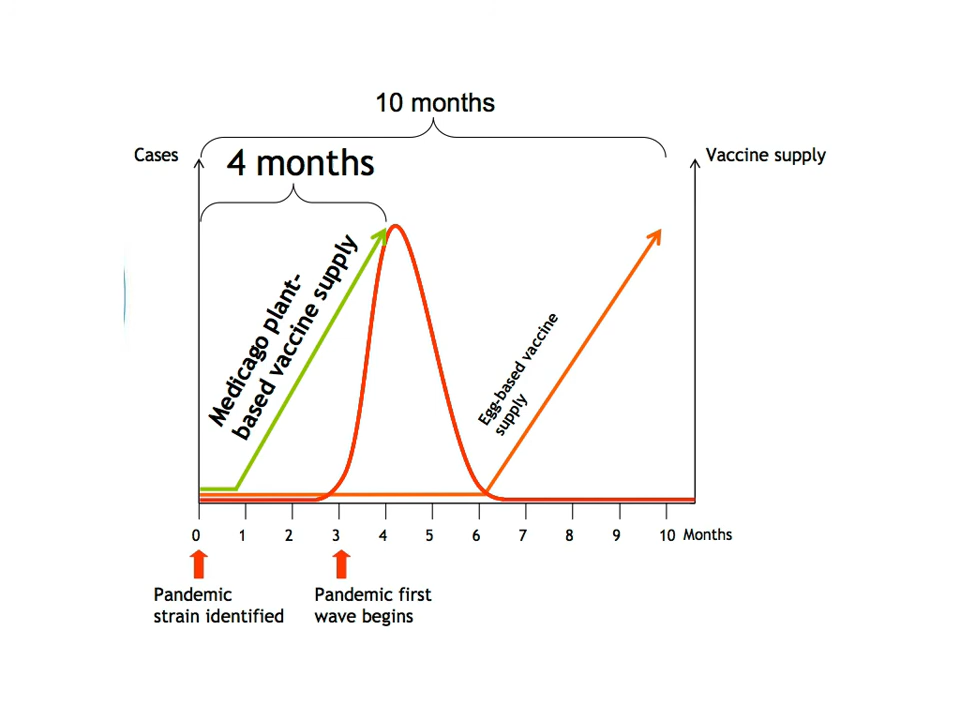 10 months
Cases
4 months
Vaccine supply
Medicago plant-
based vaccine supply
Egg-based vaccine
supply
0 1 2 3 4 5 6 7 8 9 10 Months
Pandemic
strain identified
Pandemic first
wave begins